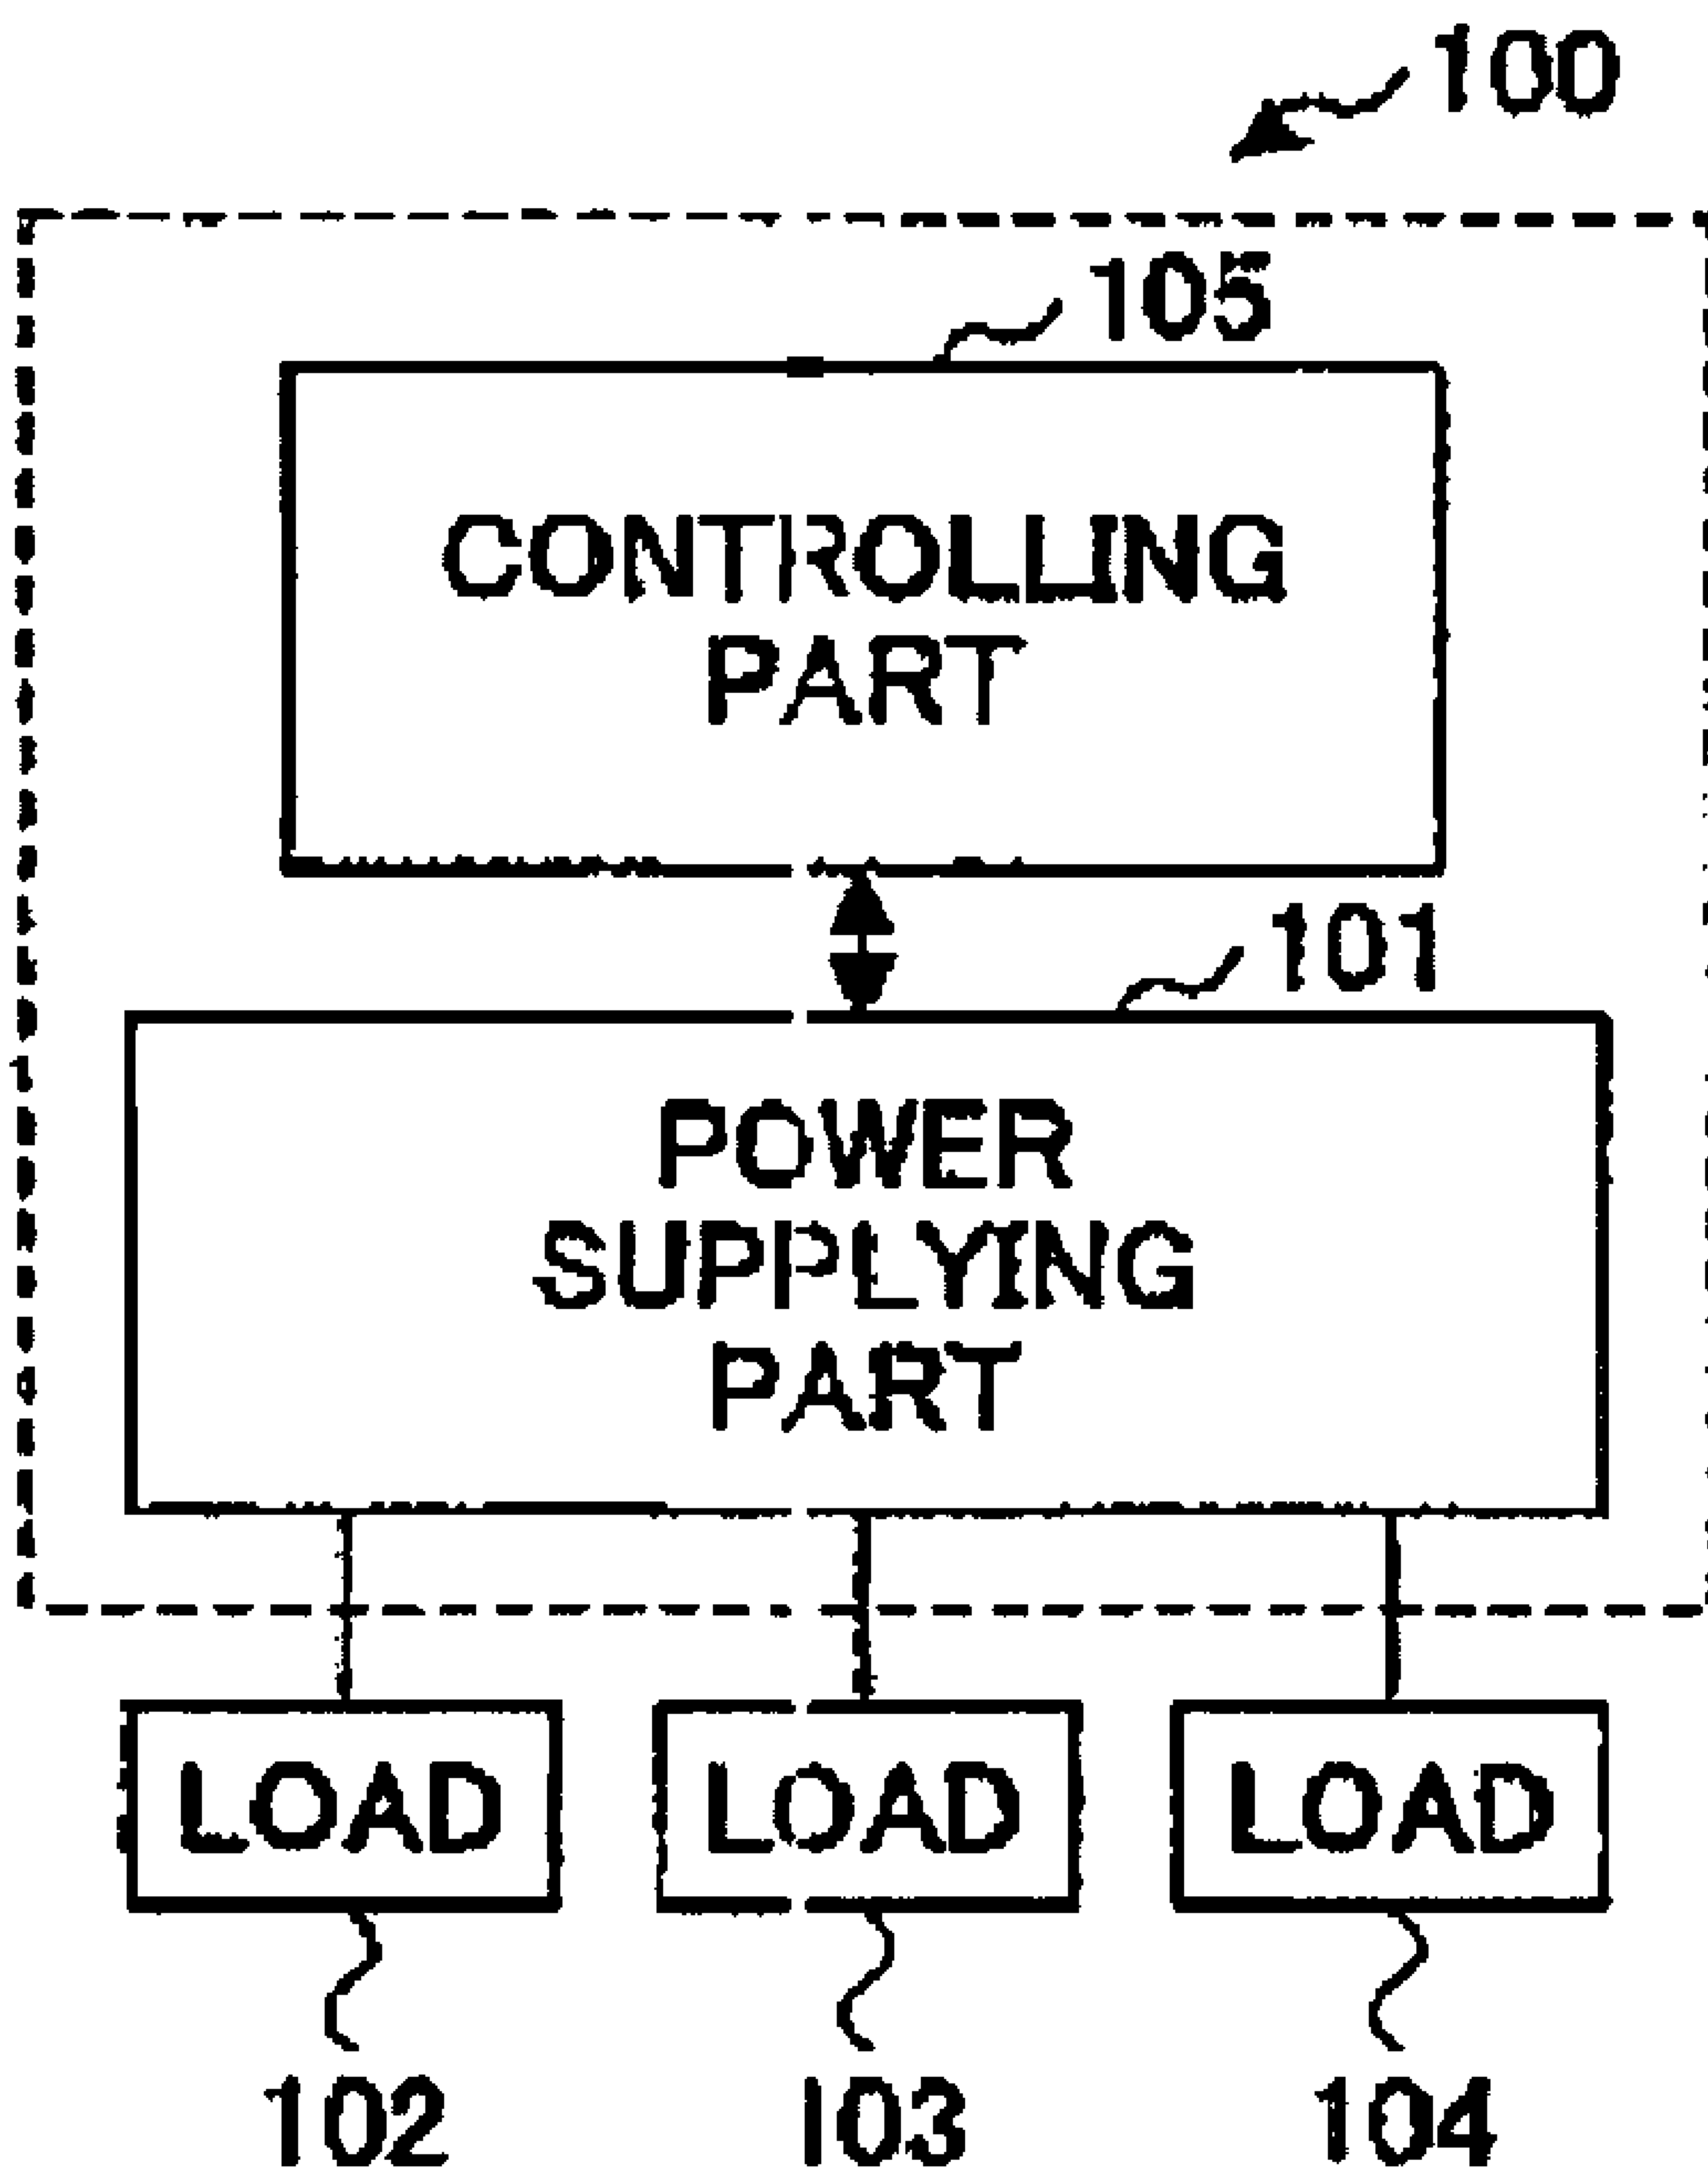 100
105
CONTROLLING
PART
101
POWER
SUPPLYING
PART
LOAD LOAD LOAD
102 103 104